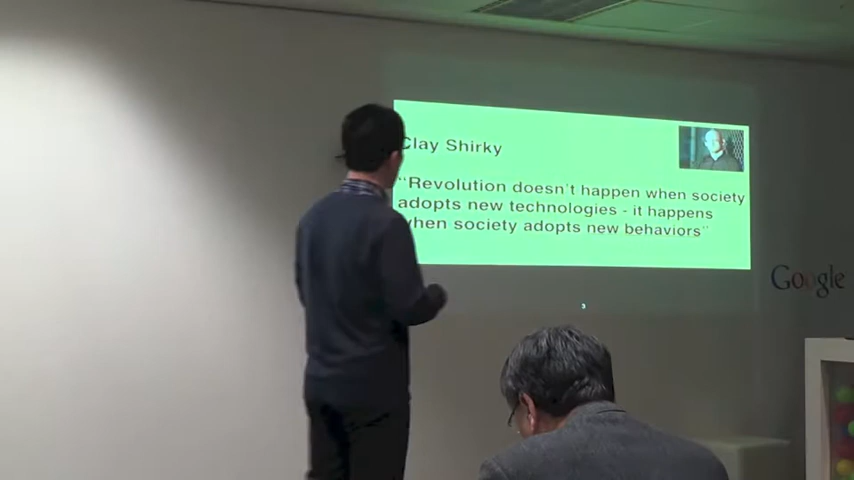 Clay Shirky
"Revolution doesn't happen when society
adopts new technologies - it happens
when society adopts new behaviors"
Google